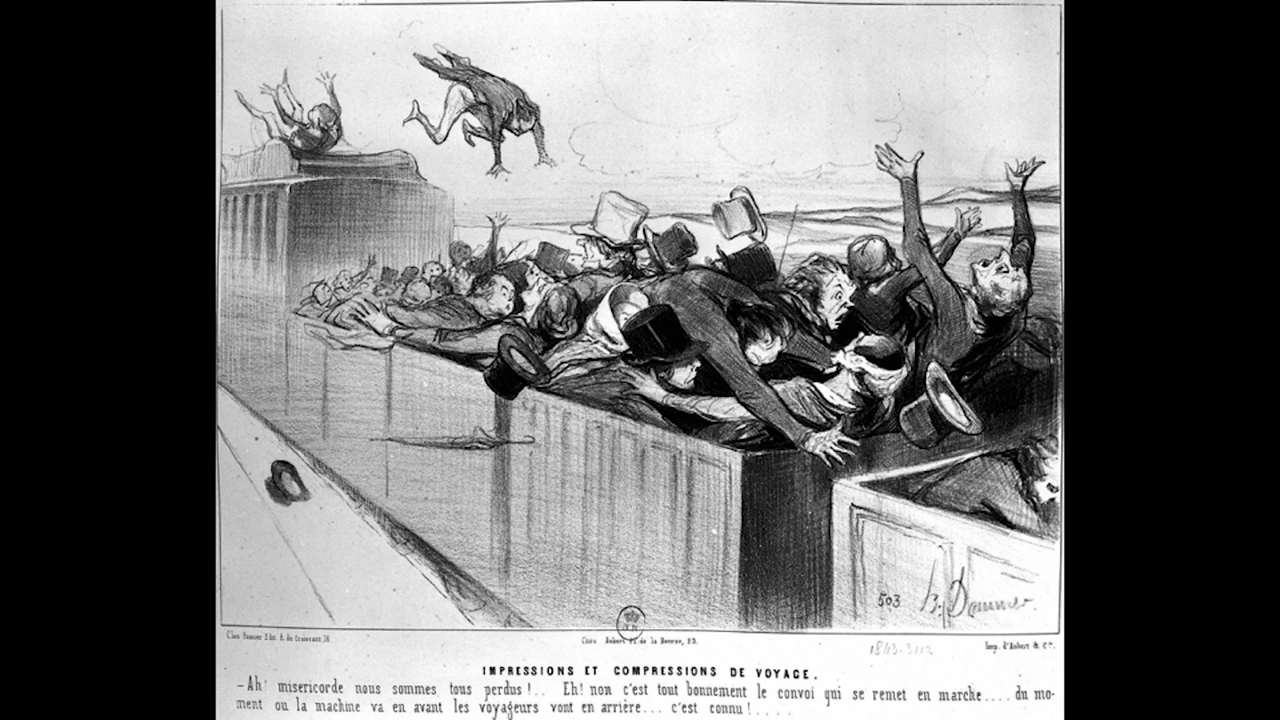 503 h. Daumier.
Chez Bauger Edit. R. du Croissant, 16
Chez Aubert Pl. de la Bourse, 29.
Imp. d'Aubert & Cie.
IMPRESSIONS ET COMPRESSIONS DE VOYAGE.
-Ah! misericorde nous sommes tous perdus!.. Eh! non c'est tout bonnement le convoi qui se remet en marche.... du mo-
ment ou la machine va en avant les voyageurs vont en arrière... c'est connu!....